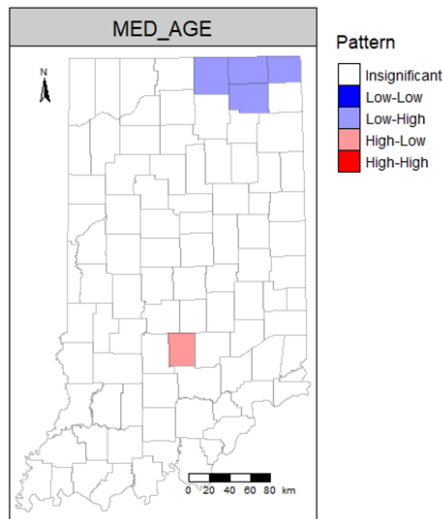 MED_AGE
N
Pattern
Insignificant
Low-Low
Low-High
High-Low
High-High
0 20 40 60 80 km